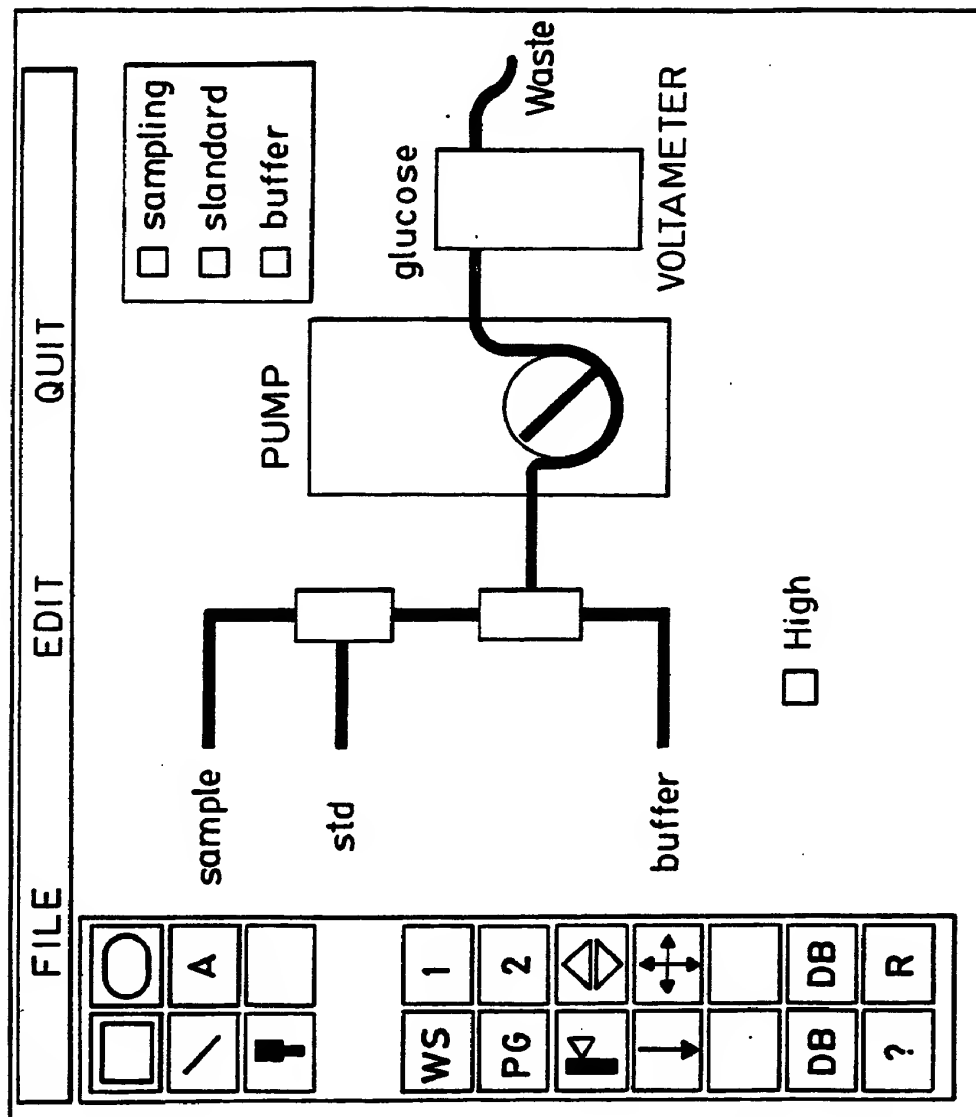 FILE EDIT QUIT
A
WS 1
PG 2
DB DB
? R
sample
std
buffer
PUMP
glucose
VOLTAMETER
Waste
sampling
slandard
buffer
High